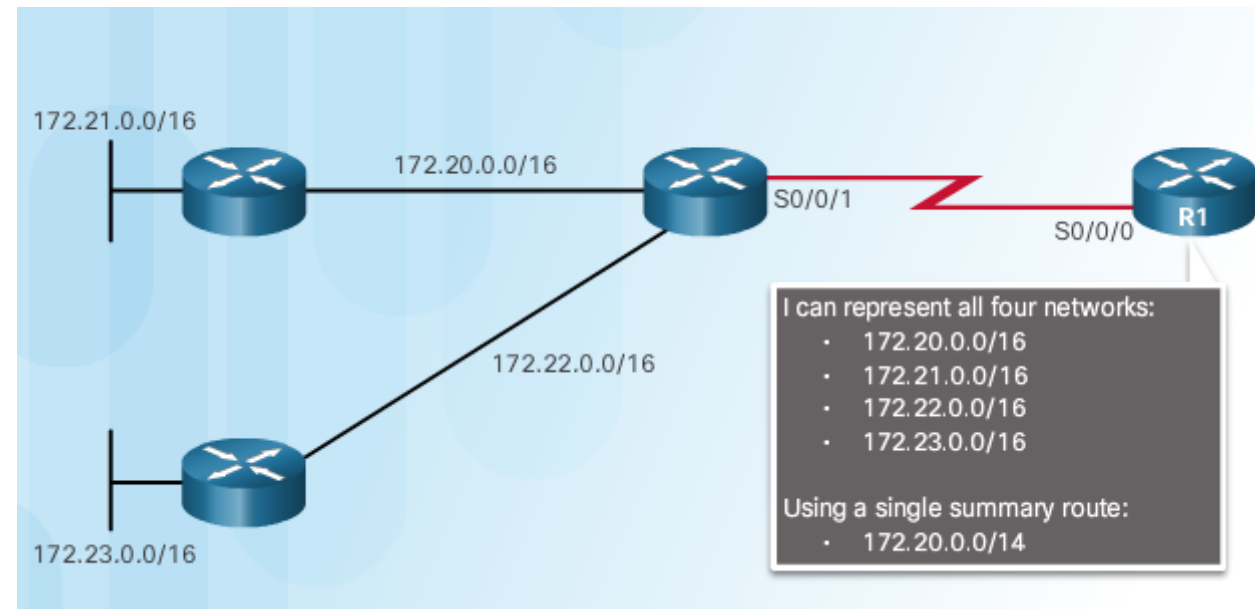 172.21.0.0/16
172.20.0.0/16
S0/0/1
S0/0/0
R1
172.22.0.0/16
172.23.0.0/16
I can represent all four networks:
· 172.20.0.0/16
· 172.21.0.0/16
· 172.22.0.0/16
· 172.23.0.0/16
Using a single summary route:
· 172.20.0.0/14